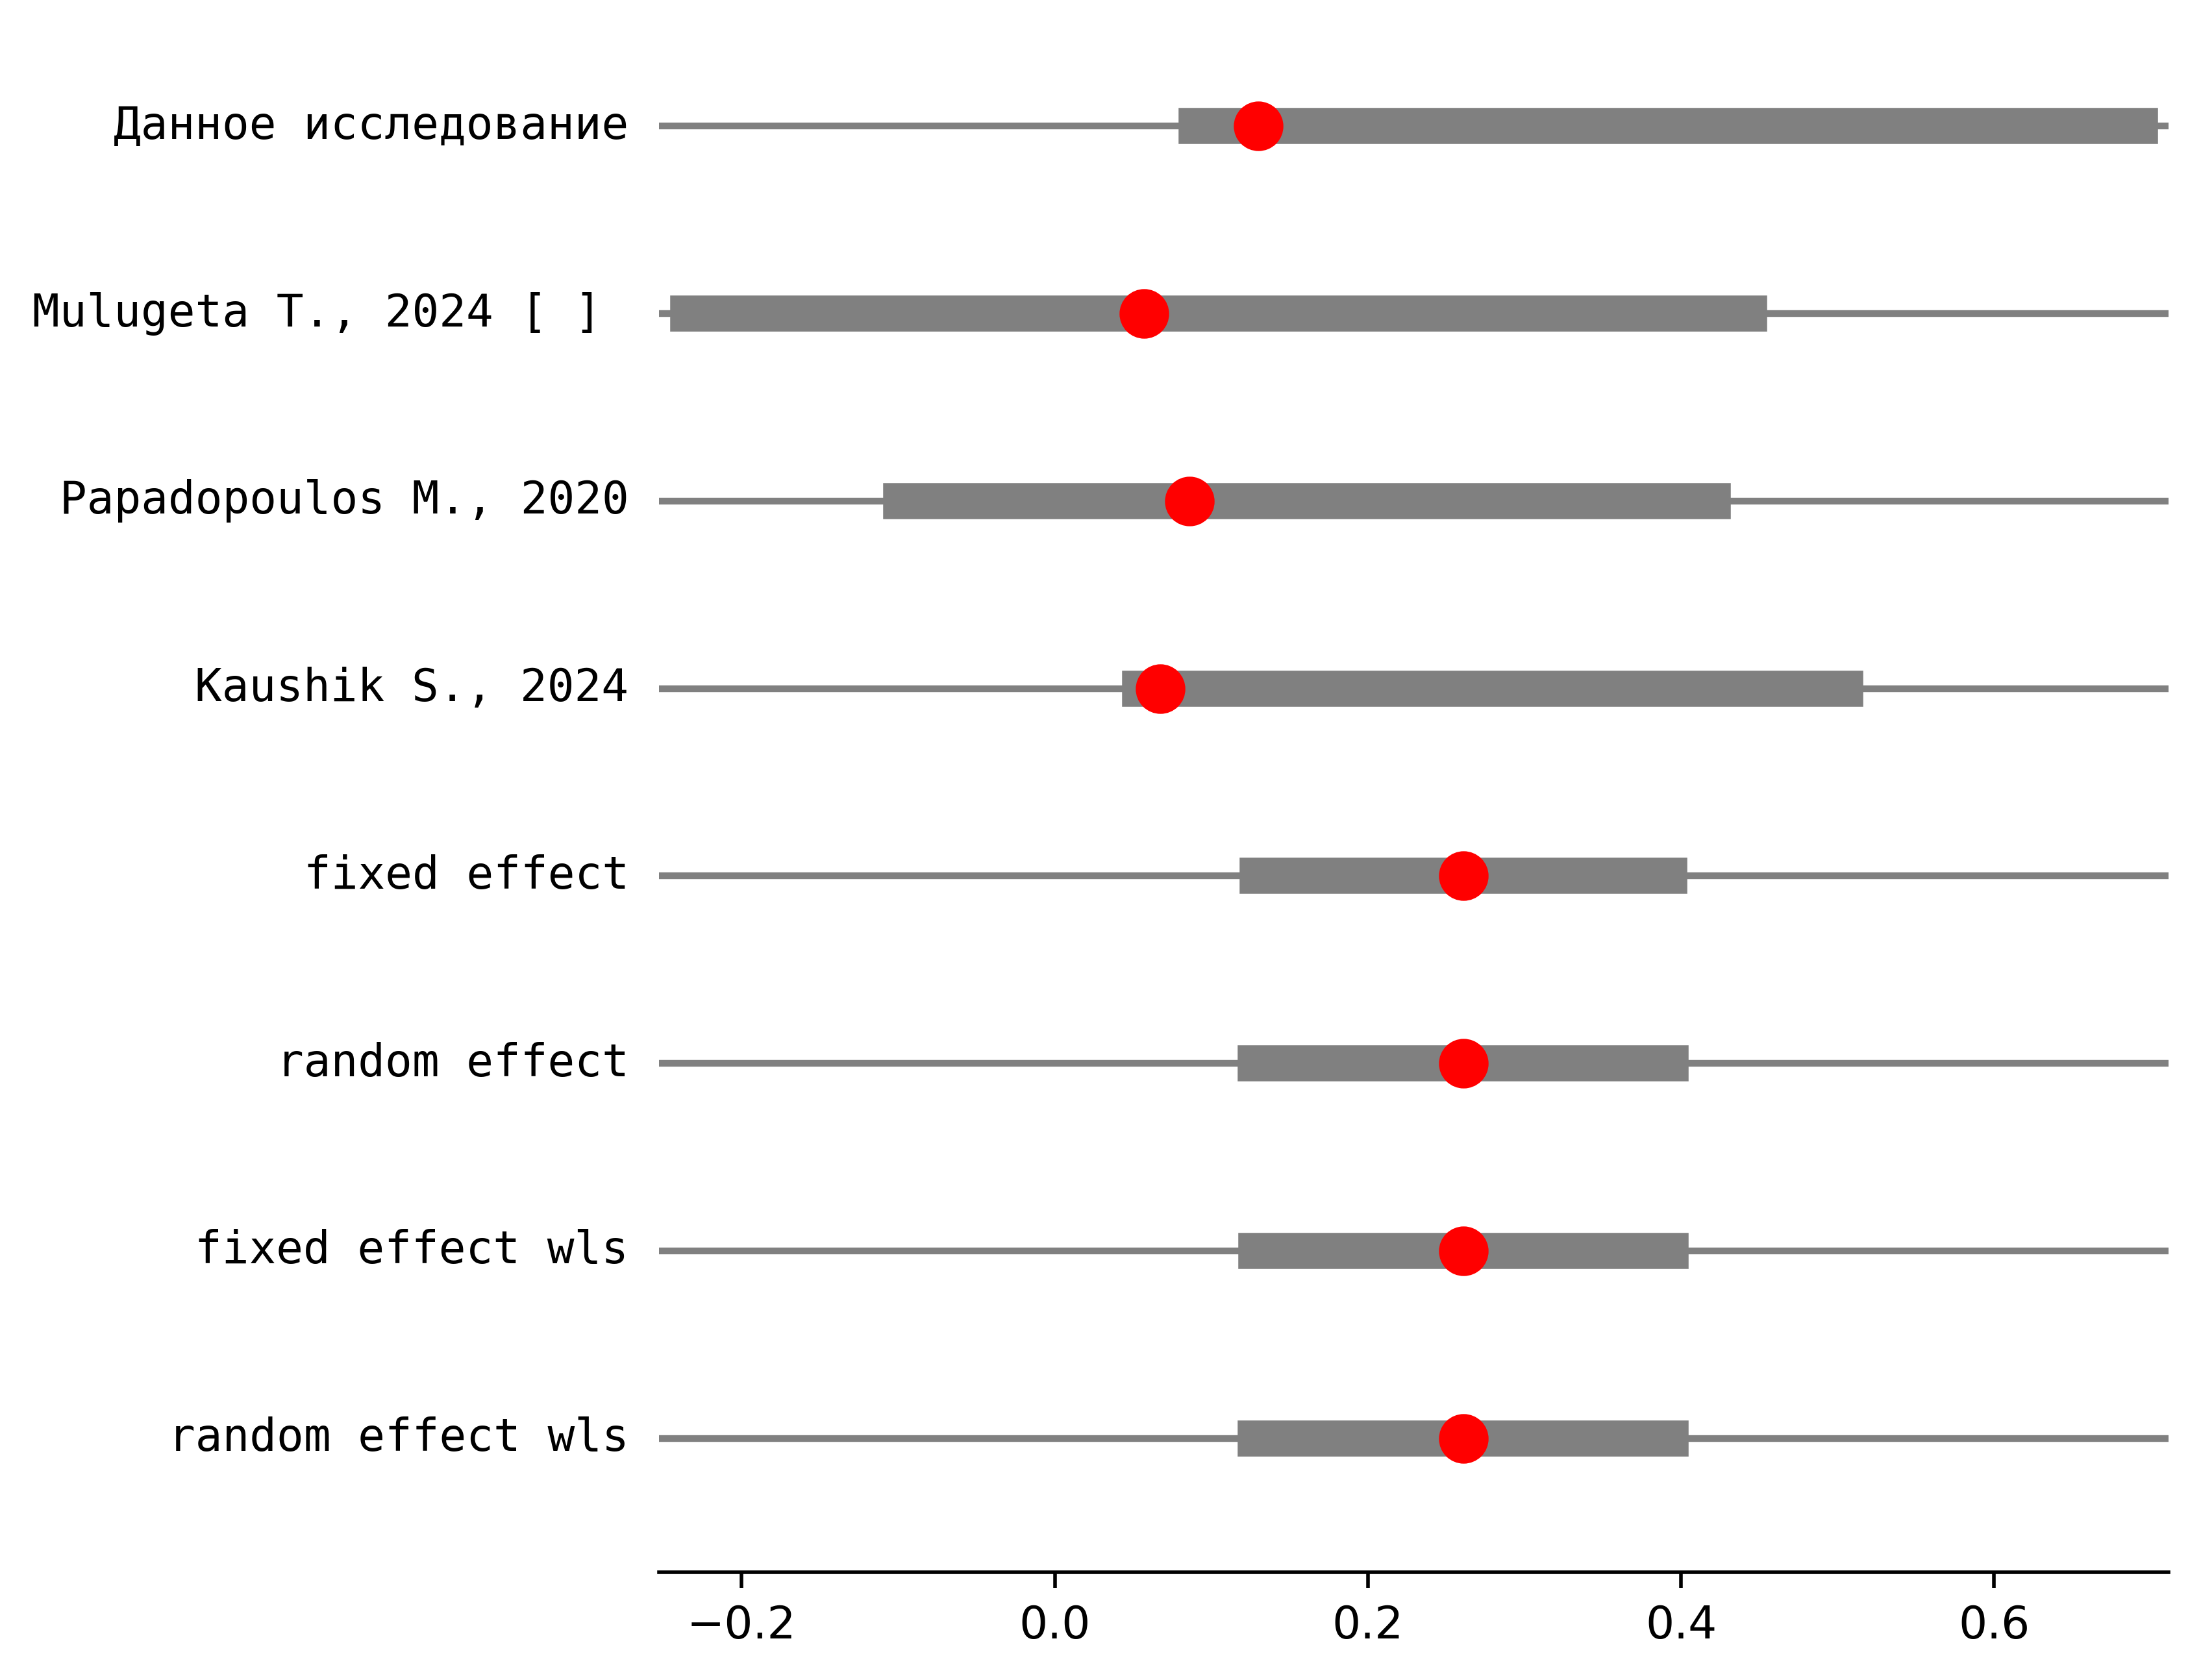 Данное исследование
Mulugeta T., 2024 [ ]
Papadopoulos M., 2020
Kaushik S., 2024
fixed effect
random effect
fixed effect wls
random effect wls
−0.2 0.0 0.2 0.4 0.6